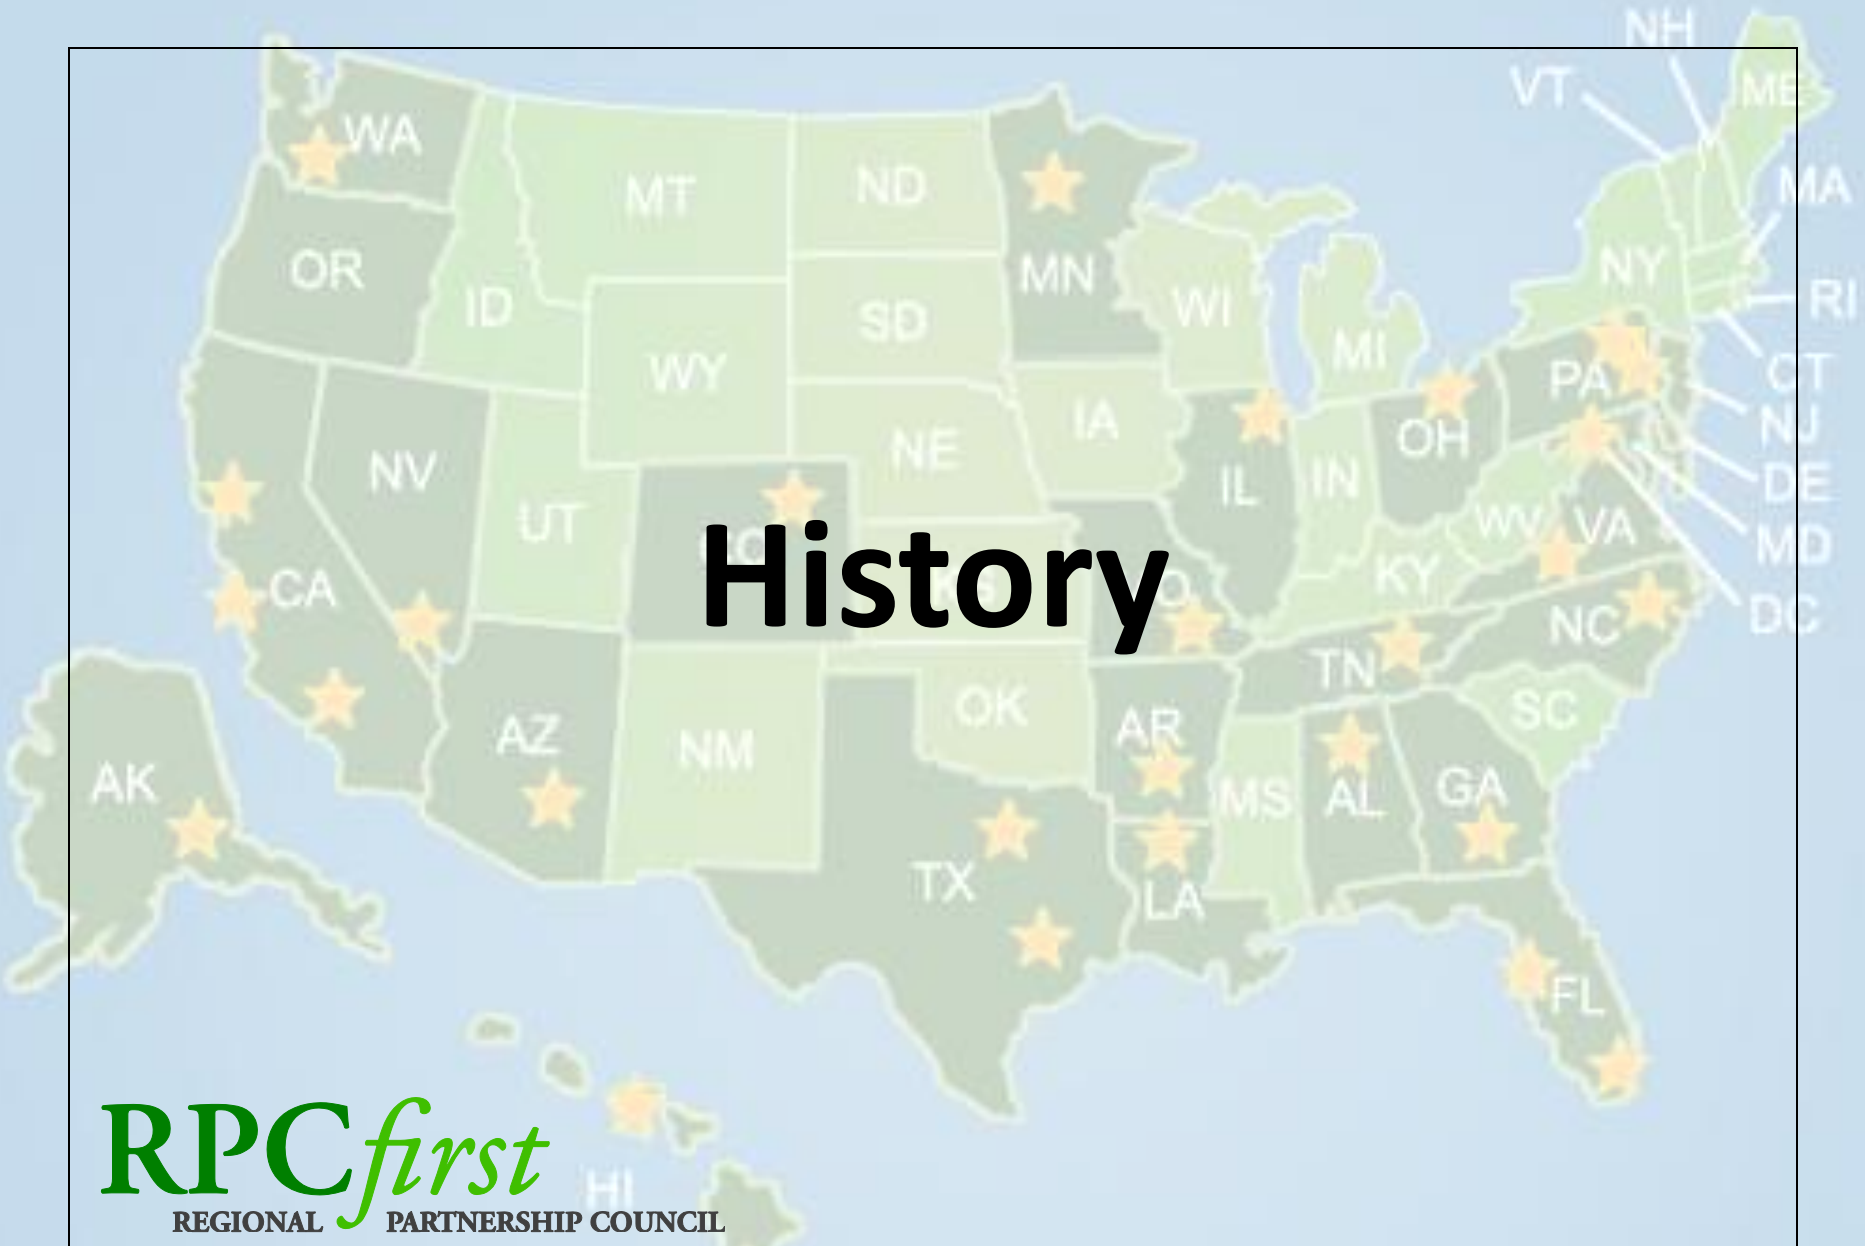 NH
VT
ME
WA
MA
MT
ND
NY
OR
MN
RI
ID
WI
SD
MI
WY
CT
PA
IA
NJ
OH
NE
NV
IL
IN
DE
UT
WV
VA
MD
History
KY
CA
DC
NC
TN
OK
SC
AR
AZ
NM
AK
MS
AL
GA
TX
LA
FL
RPCfirst
HI
REGIONAL PARTNERSHIP COUNCIL